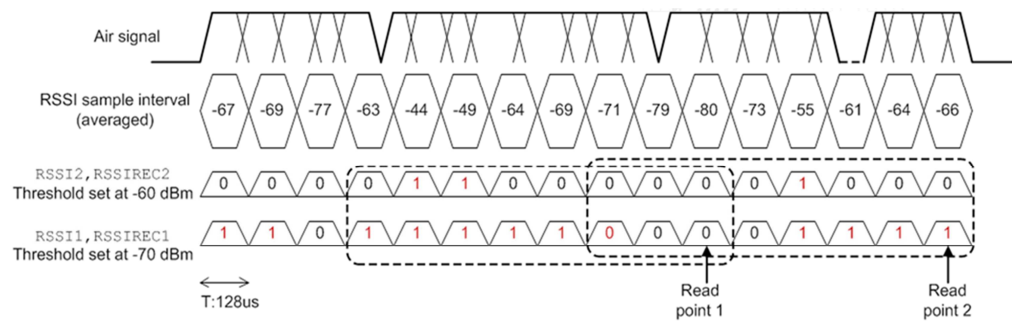 Air signal
RSSI sample interval
(averaged)
-67 -69 -77 -63 -44 -49 -64 -69 -71 -79 -80 -73 -55 -61 -64 -66
RSSI2,RSSIREC2
Threshold set at -60 dBm
0 0 0 0 1 1 0 0 0 0 0 0 1 0 0 0
RSSI1,RSSIREC1
Threshold set at -70 dBm
1 1 0 1 1 1 1 1 0 0 0 0 1 1 1 1
T:128us
Read
point 1
Read
point 2